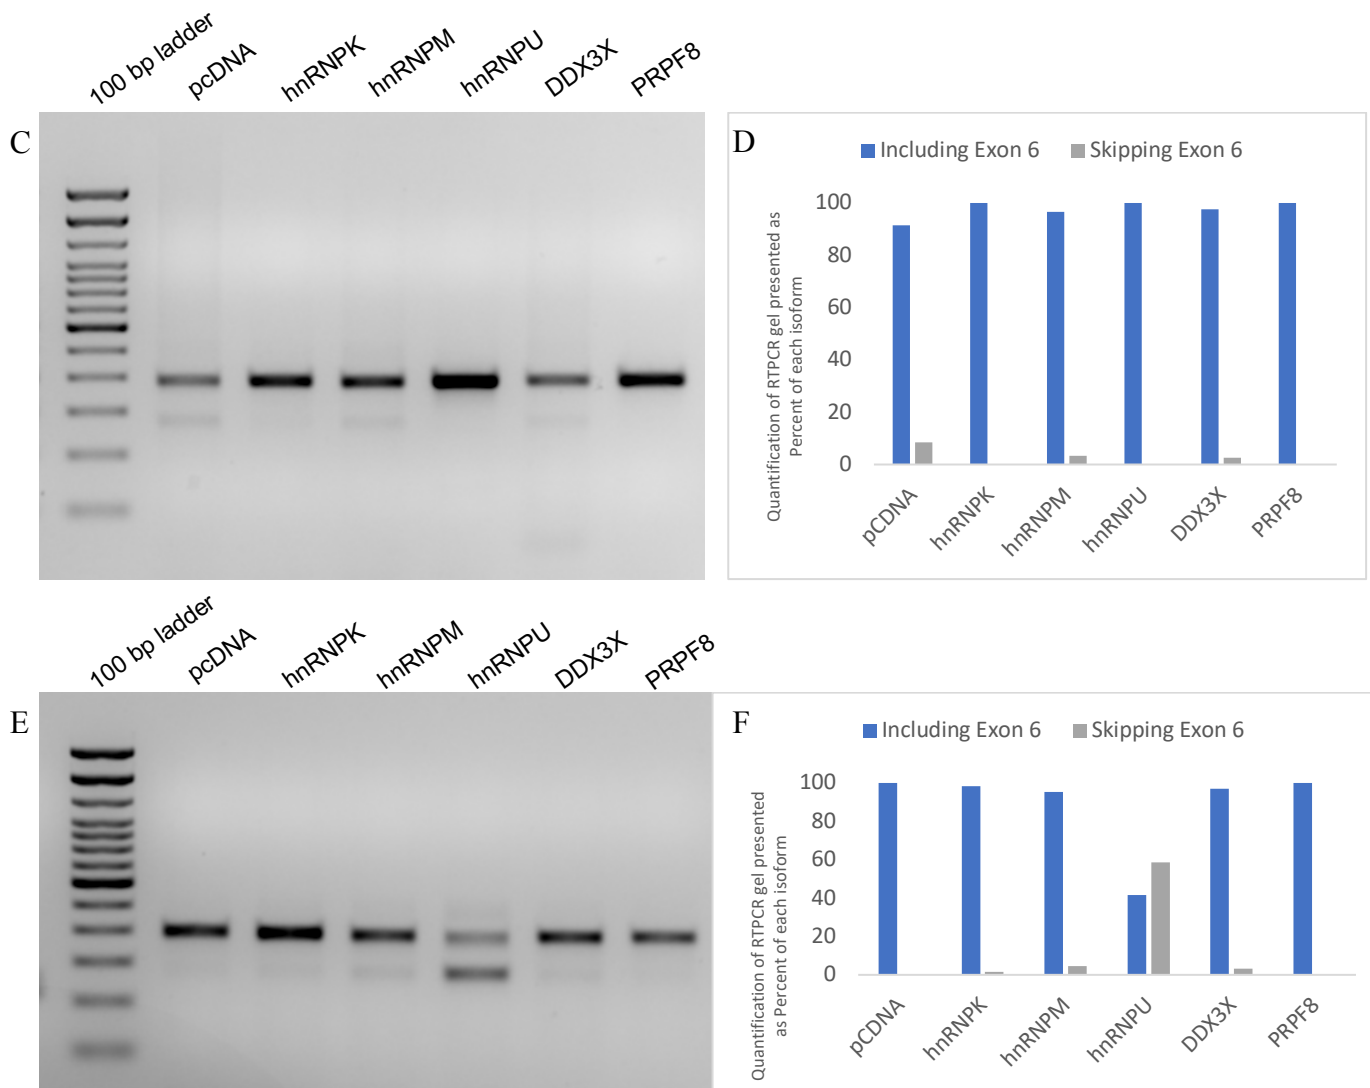 100 bp ladder
pcDNA
hnRNPK
hnRNPM
hnRNPU
DDX3X
PRPF8
C
D
Including Exon 6
Skipping Exon 6
Quantification of RTPCR gel presented as
Percent of each isoform
100
80
60
40
20
0
pCDNA
hnRNPK
hnRNPM
hnRNPU
DDX3X
PRPF8
100 bp ladder
pcDNA
hnRNPK
hnRNPM
hnRNPU
DDX3X
PRPF8
E
F
Including Exon 6
Skipping Exon 6
Quantification of RTPCR gel presented
as Percent of each isoform
100
80
60
40
20
0
pCDNA
hnRNPK
hnRNPM
hnRNPU
DDX3X
PRPF8